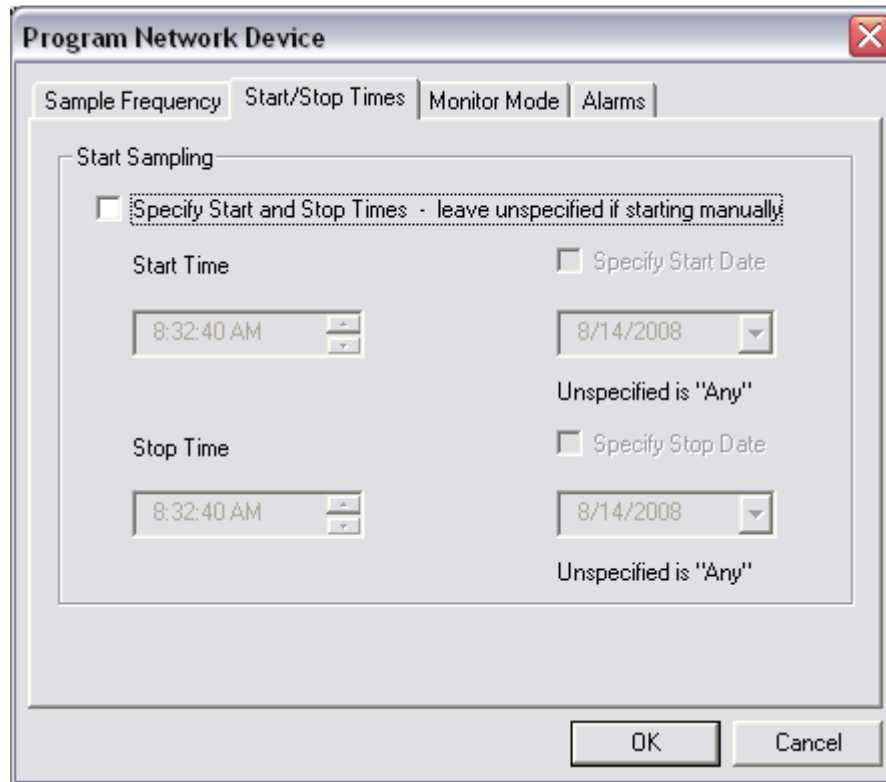 Program Network Device
Sample Frequency Start/Stop Times Monitor Mode Alarms
Start Sampling
Specify Start and Stop Times - leave unspecified if starting manually
Start Time Specify Start Date
8:32:40 AM 8/14/2008
Unspecified is "Any"
Stop Time Specify Stop Date
8:32:40 AM 8/14/2008
Unspecified is "Any"
OK Cancel